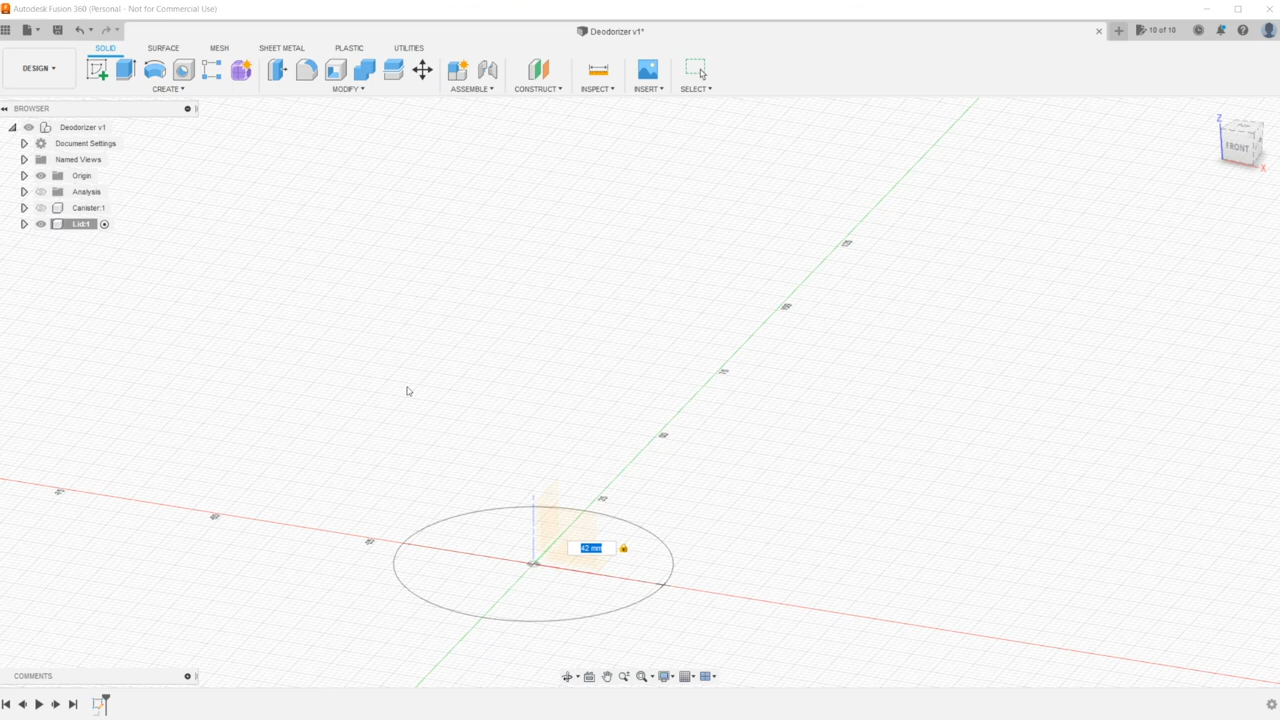 Autodesk Fusion 360 (Personal - Not for Commercial Use)
Deodorizer v1*
10 of 10
DESIGN
SOLID SURFACE MESH SHEET METAL PLASTIC UTILITIES
CREATE MODIFY ASSEMBLE CONSTRUCT INSPECT INSERT SELECT
BROWSER
Deodorizer v1
Document Settings
Named Views
Origin
Analysis
Canister:1
Lid:1
Z
FRONT
X
42 mm
COMMENTS